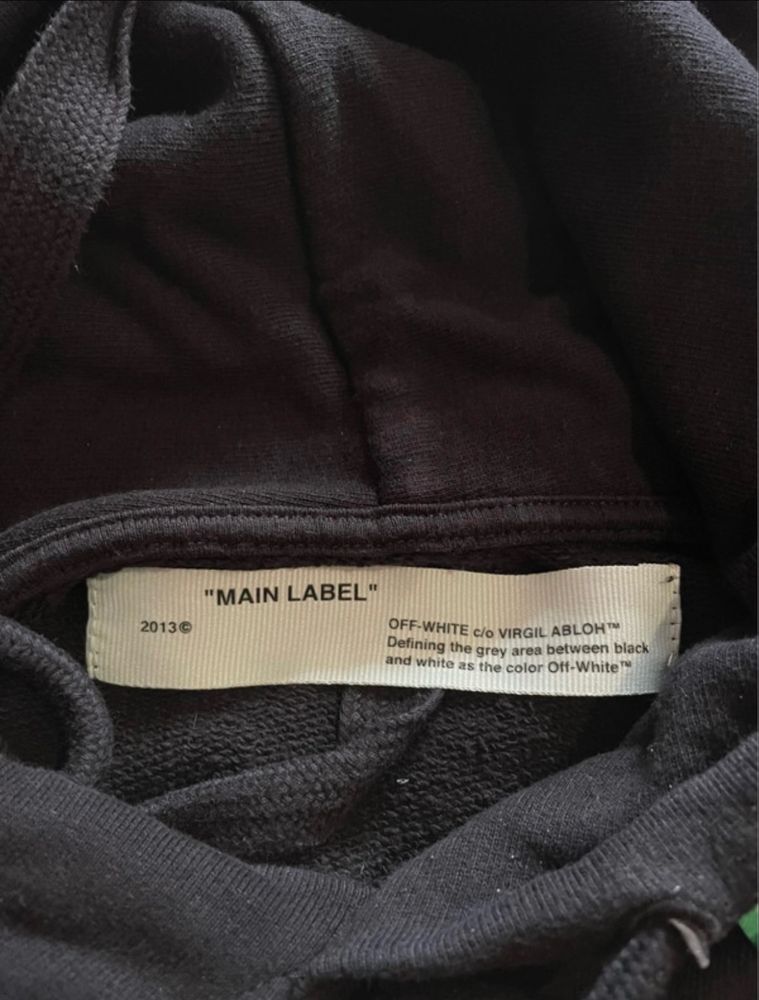 "MAIN LABEL"
2013©
OFF-WHITE c/o VIRGIL ABLOH™
Defining the grey area between black
and white as the color Off-White™